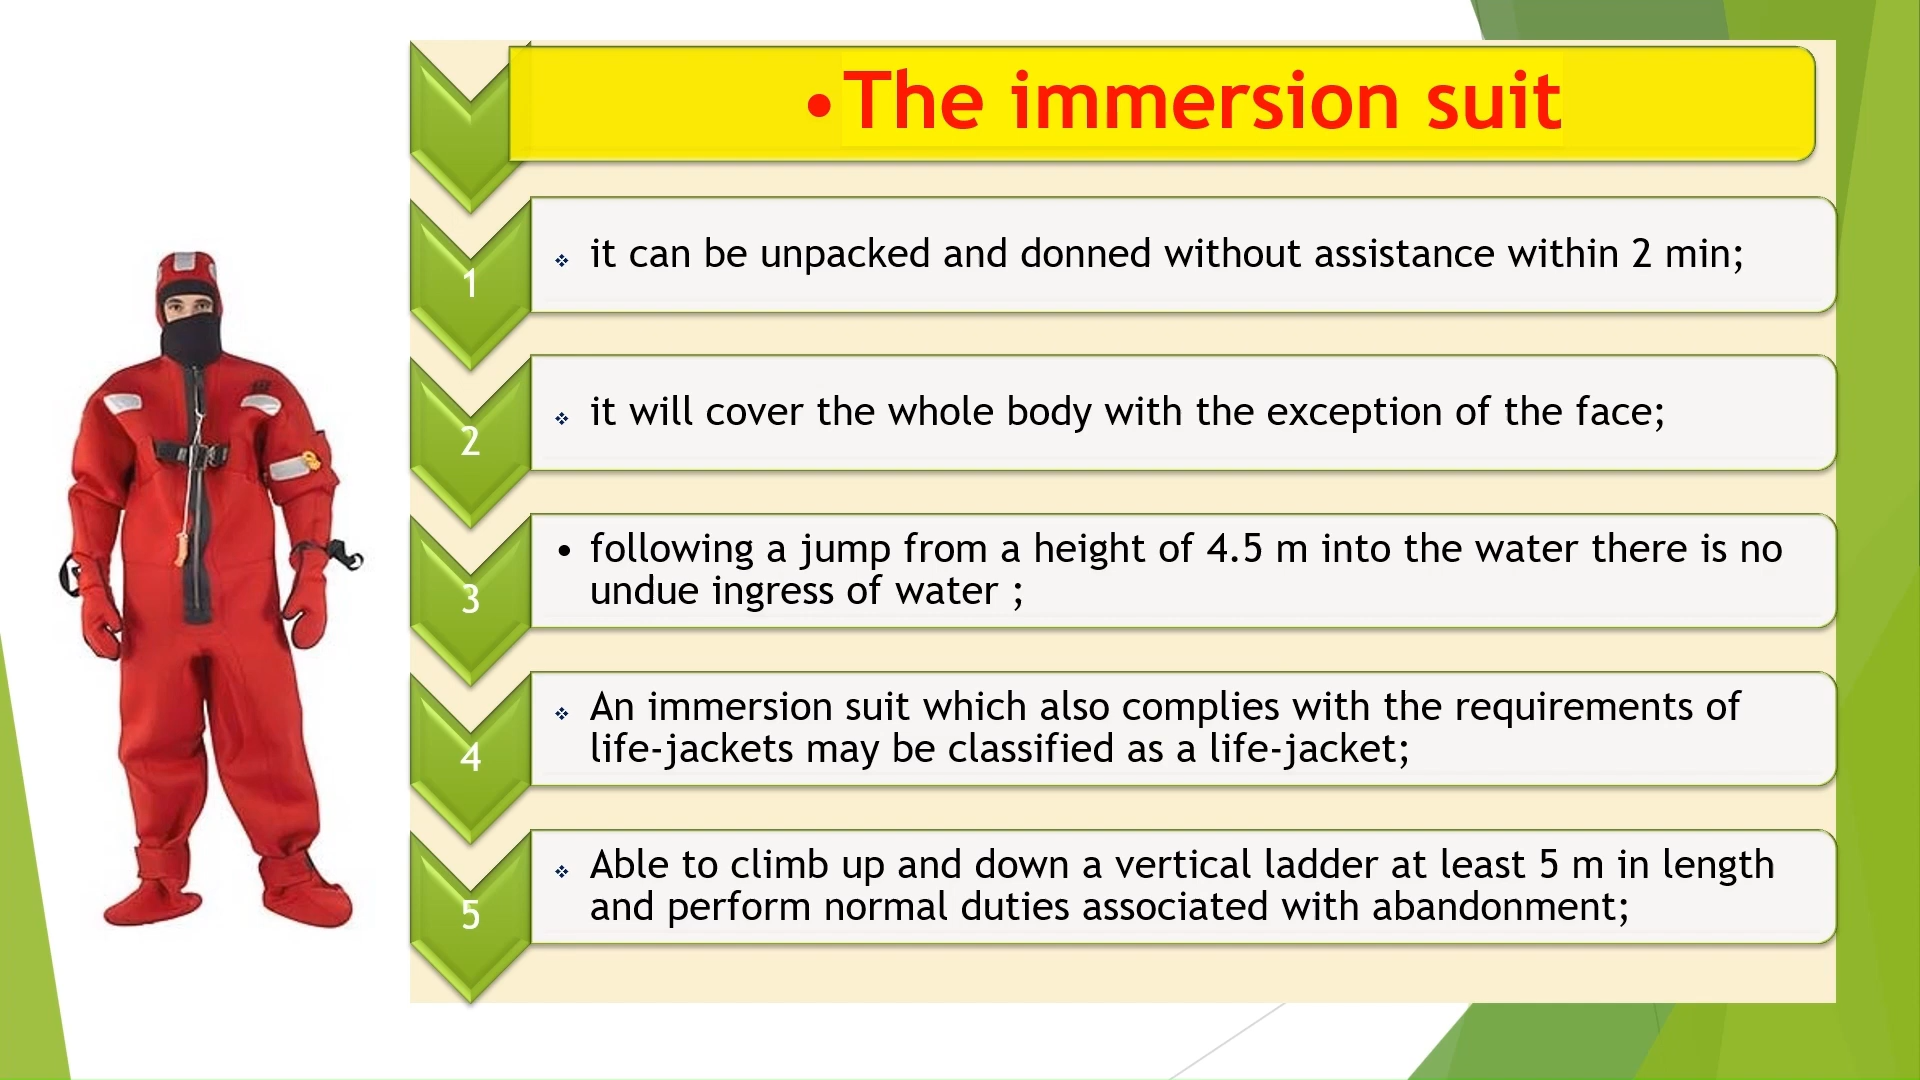 •The immersion suit
1
❖ it can be unpacked and donned without assistance within 2 min;
2
❖ it will cover the whole body with the exception of the face;
3
• following a jump from a height of 4.5 m into the water there is no
undue ingress of water ;
4
❖ An immersion suit which also complies with the requirements of
life-jackets may be classified as a life-jacket;
5
❖ Able to climb up and down a vertical ladder at least 5 m in length
and perform normal duties associated with abandonment;